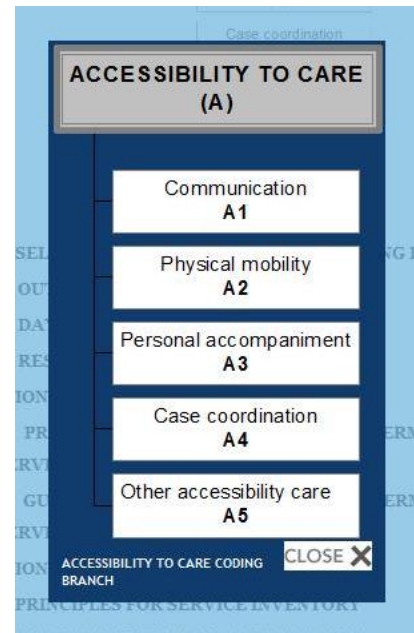 Case coordination
ACCESSIBILITY TO CARE
(A)
Communication
A1
Physical mobility
A2
Personal accompaniment
A3
Case coordination
A4
Other accessibility care
A5
ACCESSIBILITY TO CARE CODING
BRANCH
CLOSE X
PRINCIPLES FOR SERVICE INVENTORY